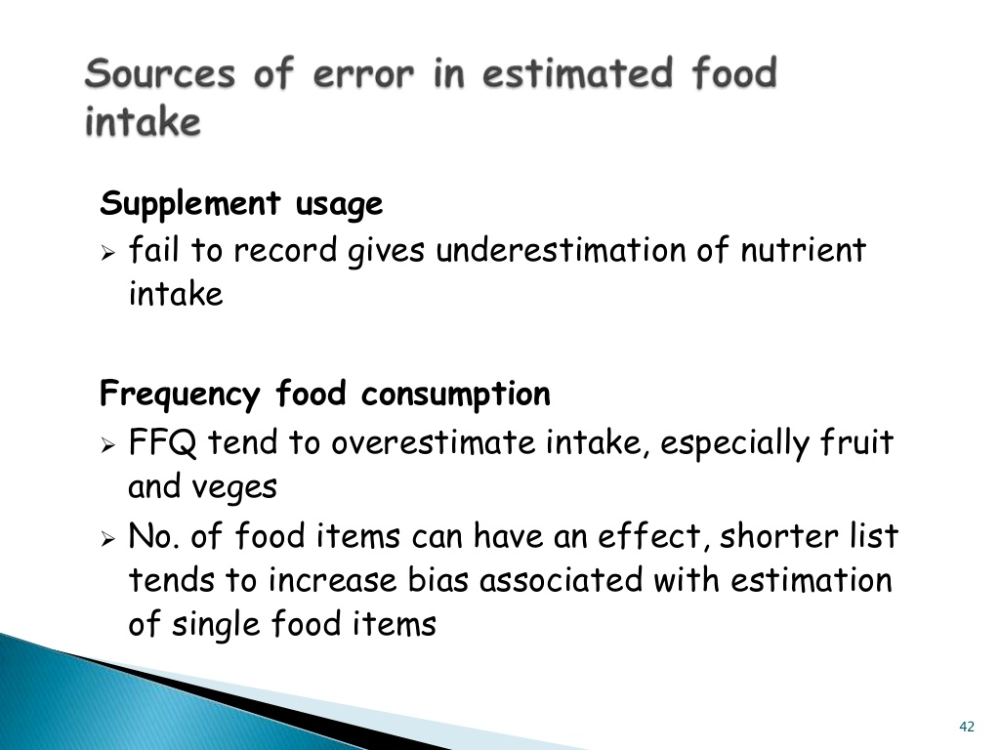 Sources of error in estimated food
intake
Supplement usage
➢ fail to record gives underestimation of nutrient
intake
Frequency food consumption
➢ FFQ tend to overestimate intake, especially fruit
and veges
➢ No. of food items can have an effect, shorter list
tends to increase bias associated with estimation
of single food items
42